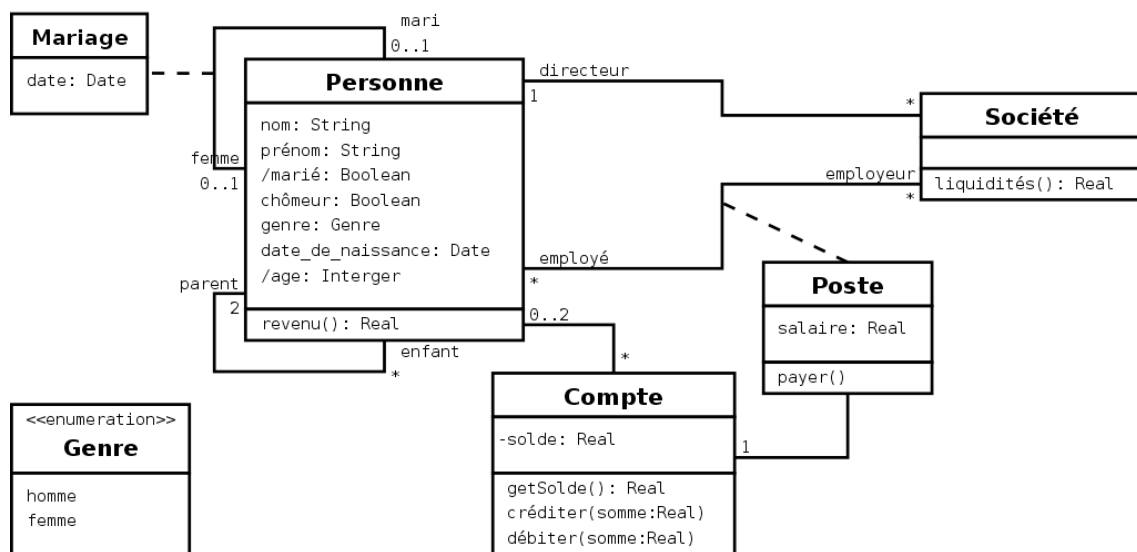 Mariage
date: Date
mari
0..1
femme
0..1
Personne
nom: String
prénom: String
/marié: Boolean
chômeur: Boolean
genre: Genre
date_de_naissance: Date
/age: Interger
revenu(): Real
directeur
1
*
Société
liquidités(): Real
employeur
*
employé
*
parent
2
enfant
*
0..2
*
Poste
salaire: Real
payer()
Compte
-solde: Real
getSolde(): Real
créditer(somme:Real)
débiter(somme:Real)
1
<<enumeration>>
Genre
homme
femme